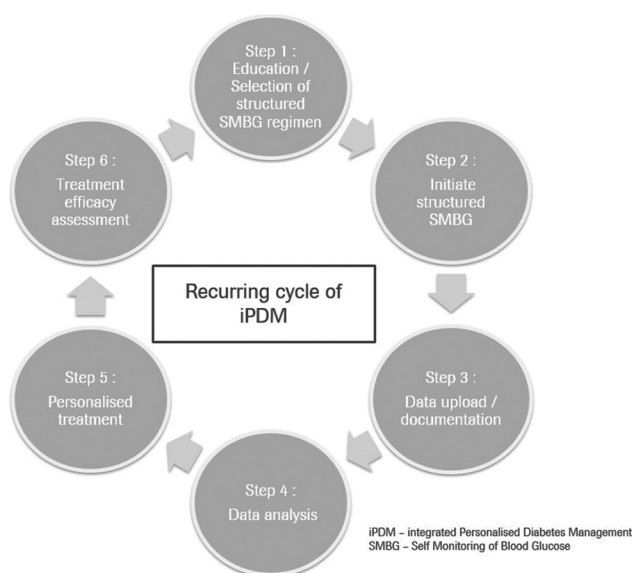 Step 1 :
Education /
Selection of
structured
SMBG regimen
Step 2 :
Initiate
structured
SMBG
Step 3 :
Data upload /
documentation
Step 4 :
Data analysis
Step 5 :
Personalised
treatment
Step 6 :
Treatment
efficacy
assessment
Recurring cycle of
iPDM
iPDM – integrated Personalised Diabetes Management
SMBG – Self Monitoring of Blood Glucose